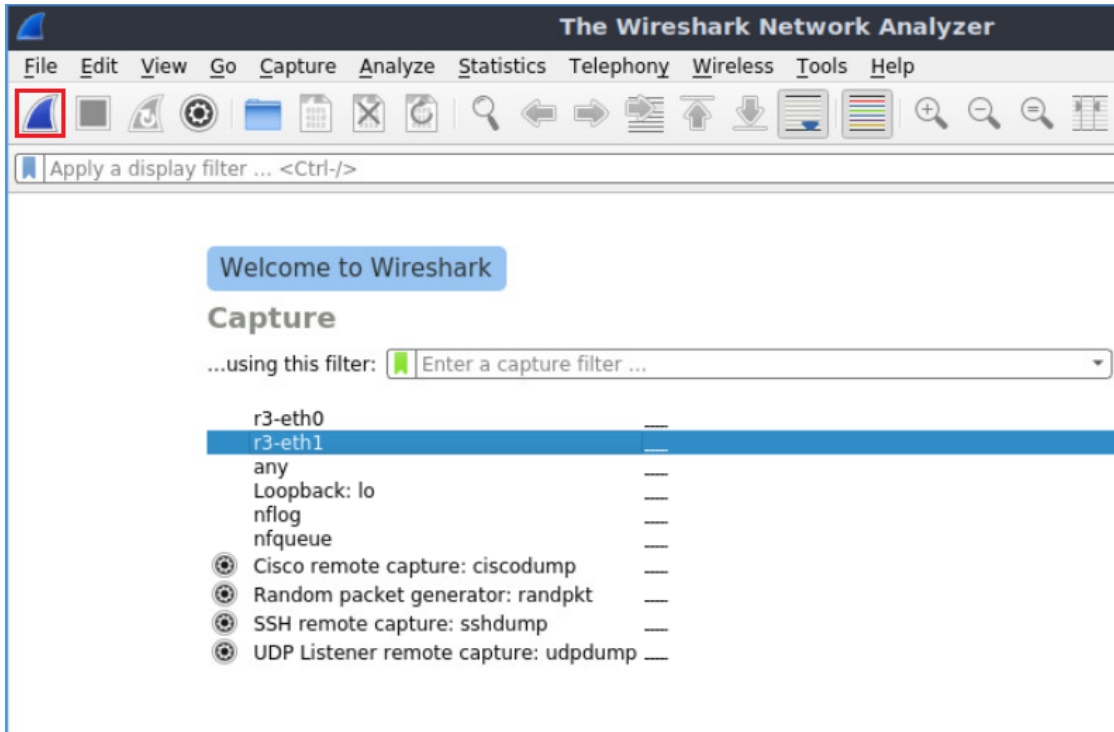 The Wireshark Network Analyzer
File Edit View Go Capture Analyze Statistics Telephony Wireless Tools Help
Apply a display filter ... <Ctrl-/>
Welcome to Wireshark
Capture
...using this filter: Enter a capture filter ...
r3-eth0
r3-eth1
any
Loopback: lo
nflog
nfqueue
Cisco remote capture: ciscodump
Random packet generator: randpkt
SSH remote capture: sshdump
UDP Listener remote capture: udpdump